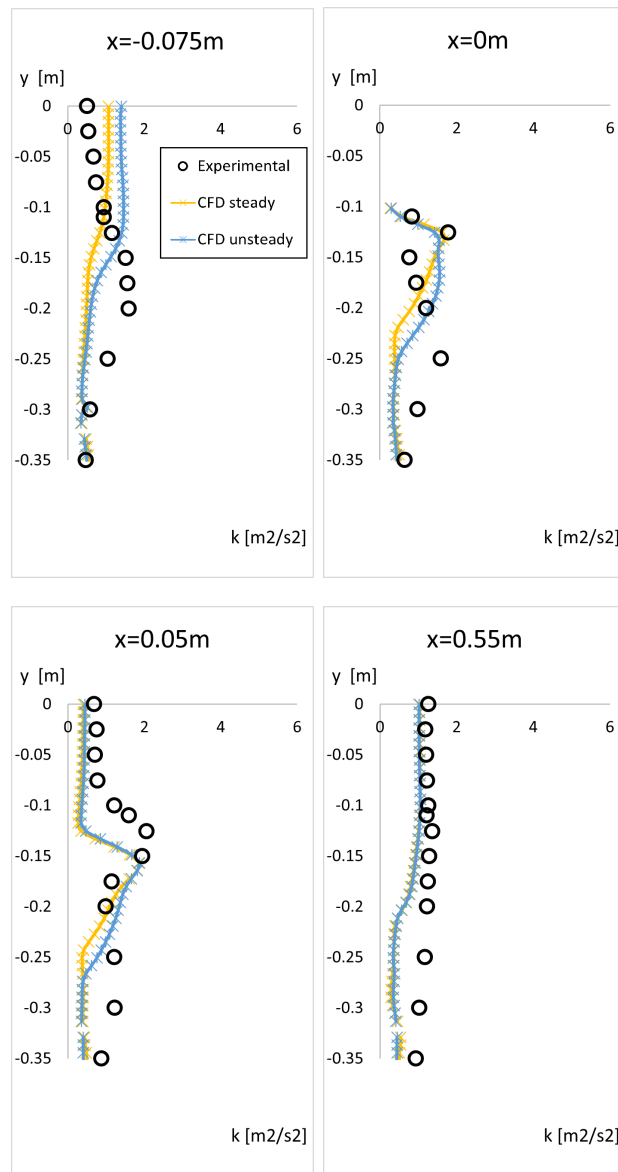 x=-0.075m
y [m]
0
0 2 4 6
-0.05
-0.1
-0.15
-0.2
-0.25
-0.3
-0.35
Experimental
CFD steady
CFD unsteady
k [m2/s2]
x=0m
y [m]
0
0 2 4 6
-0.05
-0.1
-0.15
-0.2
-0.25
-0.3
-0.35
k [m2/s2]
x=0.05m
y [m]
0
0 2 4 6
-0.05
-0.1
-0.15
-0.2
-0.25
-0.3
-0.35
k [m2/s2]
x=0.55m
y [m]
0
0 2 4 6
-0.05
-0.1
-0.15
-0.2
-0.25
-0.3
-0.35
k [m2/s2]